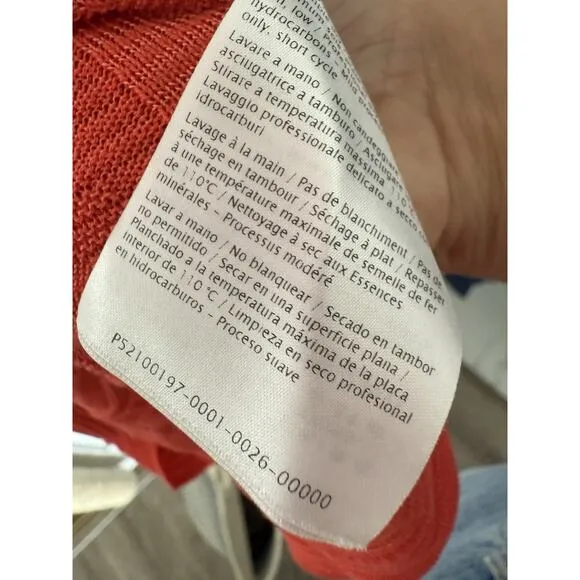 low /
hydrocarbons
only, short cycle
Lavare a mano / Non candeggiare
asciugatrice a tamburo / Asciugare
Stirare a temperatura massima 110
Lavaggio professionale delicato a secco
idrocarburi
Lavage à la main / Pas de blanchiment / Pas de
séchage en tambour / Séchage à plat / Repasser
à une température maximale de semelle de fer
de 110°C / Nettoyage à sec aux Essences
minérales - Processus modéré
Lavar a mano / No blanquear / Secado en tambor
no permitido / Secar en una superficie plana /
planchado a la temperatura máxima de la placa
interior de 110°C / Limpieza en seco profesional
en hidrocarburos - Proceso suave
P52100197-0001-0026-00000